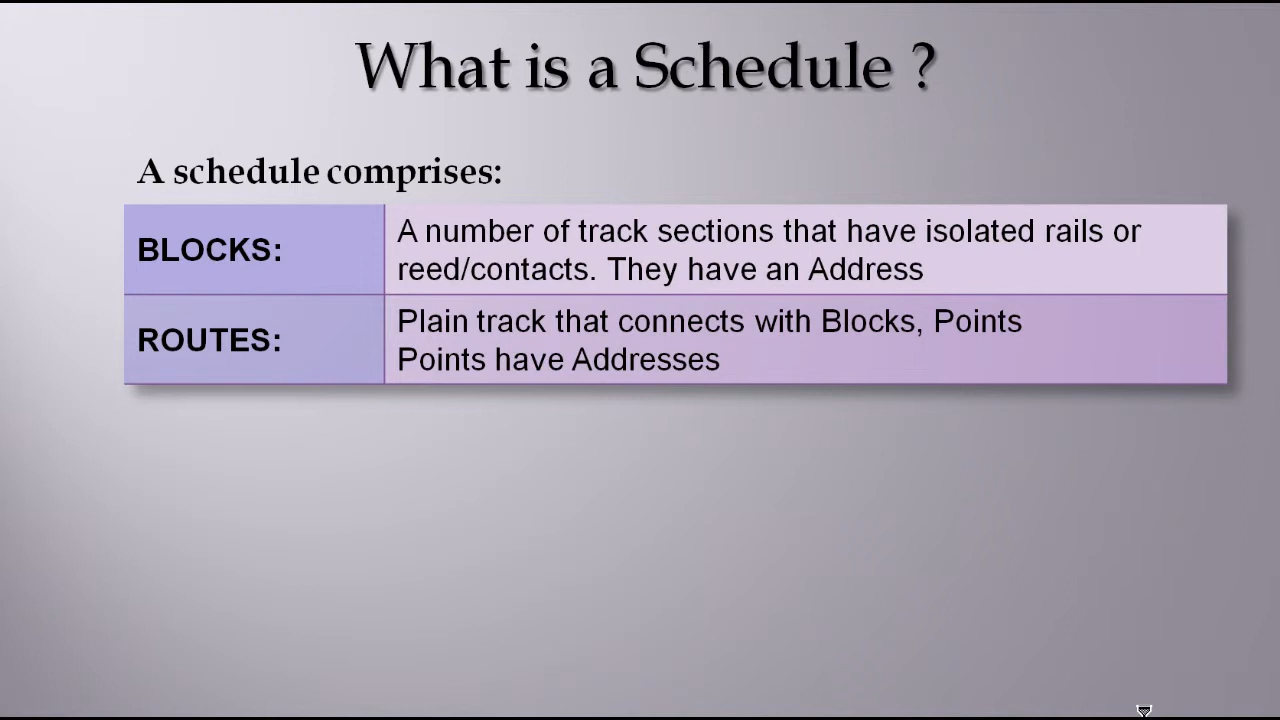 What is a Schedule ?
A schedule comprises:
BLOCKS:
A number of track sections that have isolated rails or
reed/contacts. They have an Address
ROUTES:
Plain track that connects with Blocks, Points
Points have Addresses